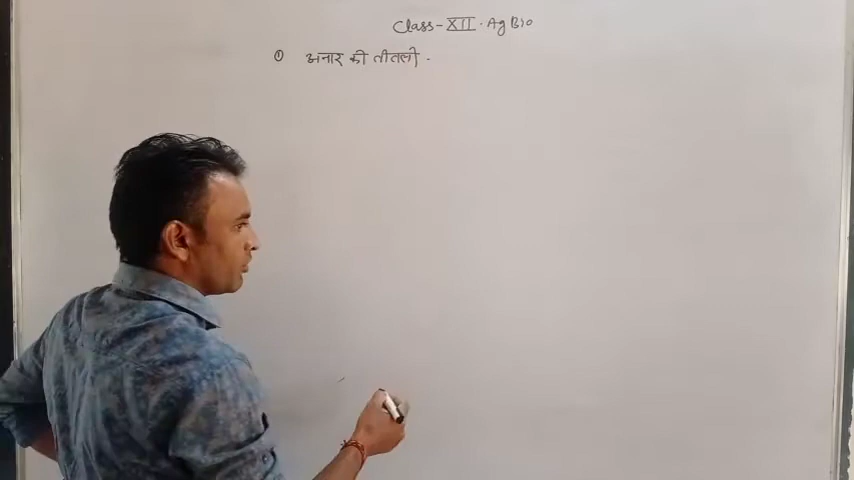 Class-XII. Ag Bio
① अनार की तीतली.